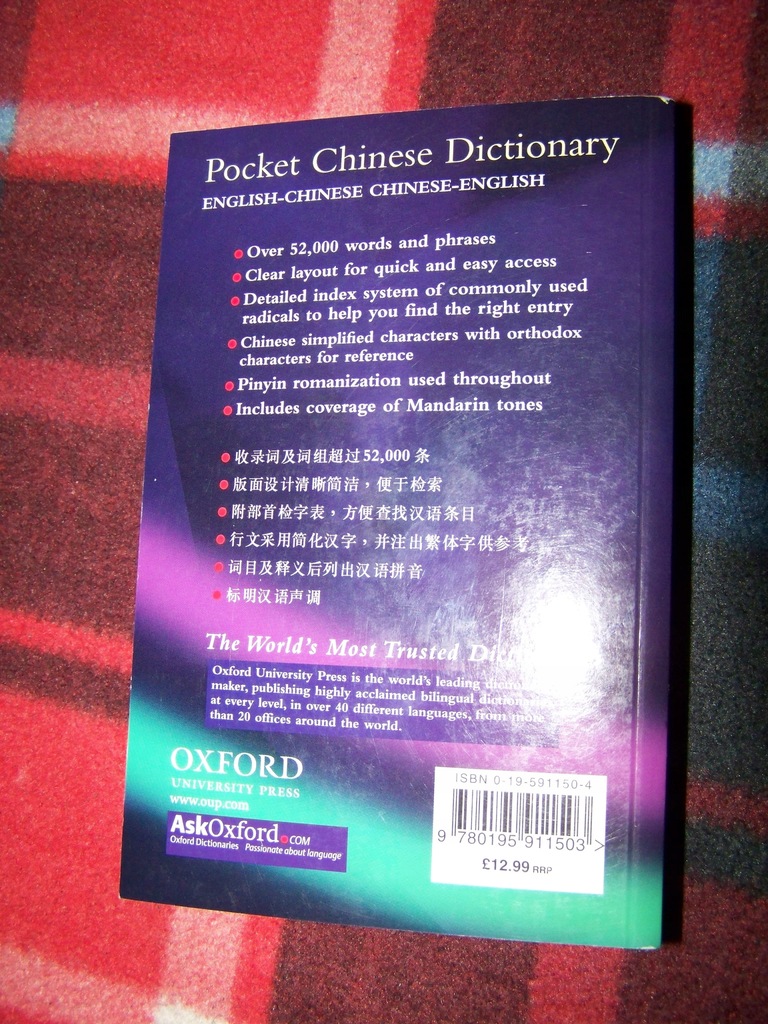 Pocket Chinese Dictionary
ENGLISH-CHINESE CHINESE-ENGLISH
Over 52,000 words and phrases
Clear layout for quick and easy access
Detailed index system of commonly used
radicals to help you find the right entry
Chinese simplified characters with orthodox
characters for reference
Pinyin romanization used throughout
Includes coverage of Mandarin tones
收录词及词组超过 52,000 条
版面设计清晰简洁，便于检索
附部首检字表，方便查找汉语条目
行文采用简化汉字，并注出繁体字供参考
词目及释义后列出汉语拼音
标明汉语声调
The World's Most Trusted
Oxford University Press is the world's leading
maker, publishing highly acclaimed bilingual
at every level, in over 40 different languages, from more
than 20 offices around the world.
OXFORD
UNIVERSITY PRESS
www.oup.com
AskOxford.COM
Oxford Dictionaries Passionate about language
ISBN 0-19-591150-4
9 780195 911503 >
£12.99 RRP